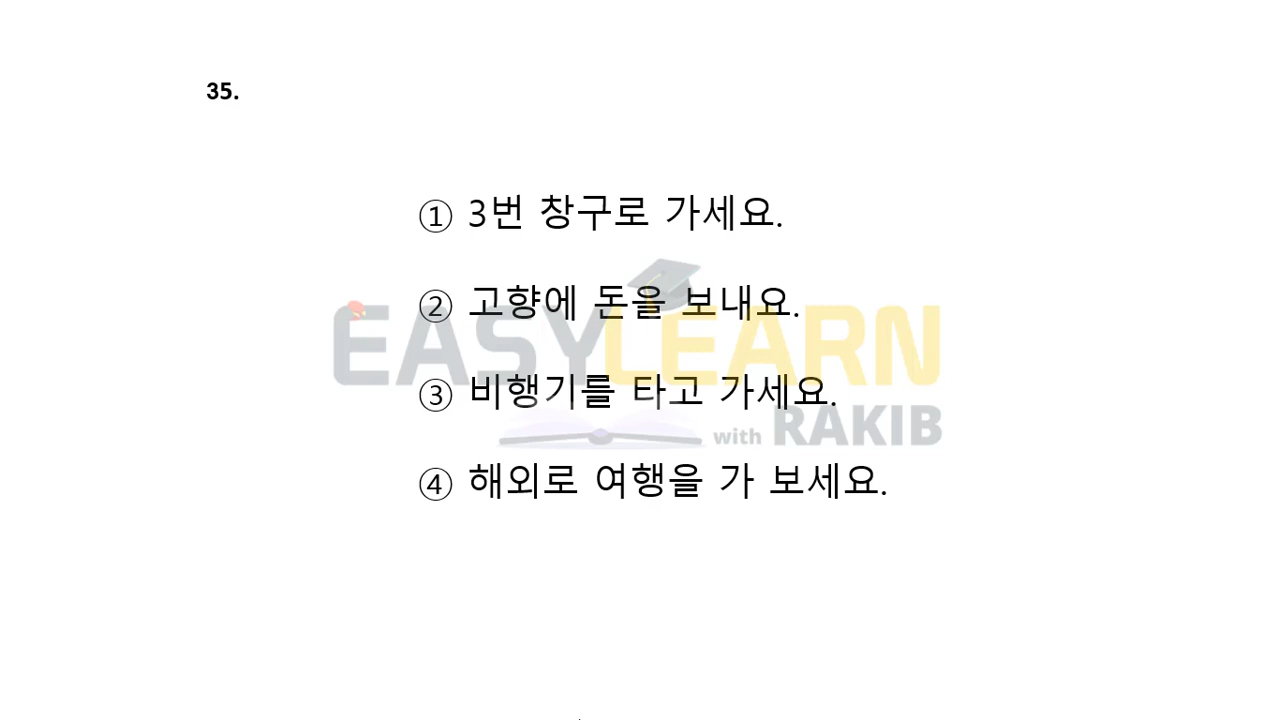 35.
① 3번 창구로 가세요.
② 고향에 돈을 보내요.
③ 비행기를 타고 가세요.
④ 해외로 여행을 가 보세요.
EASYLEARN
with RAKIB